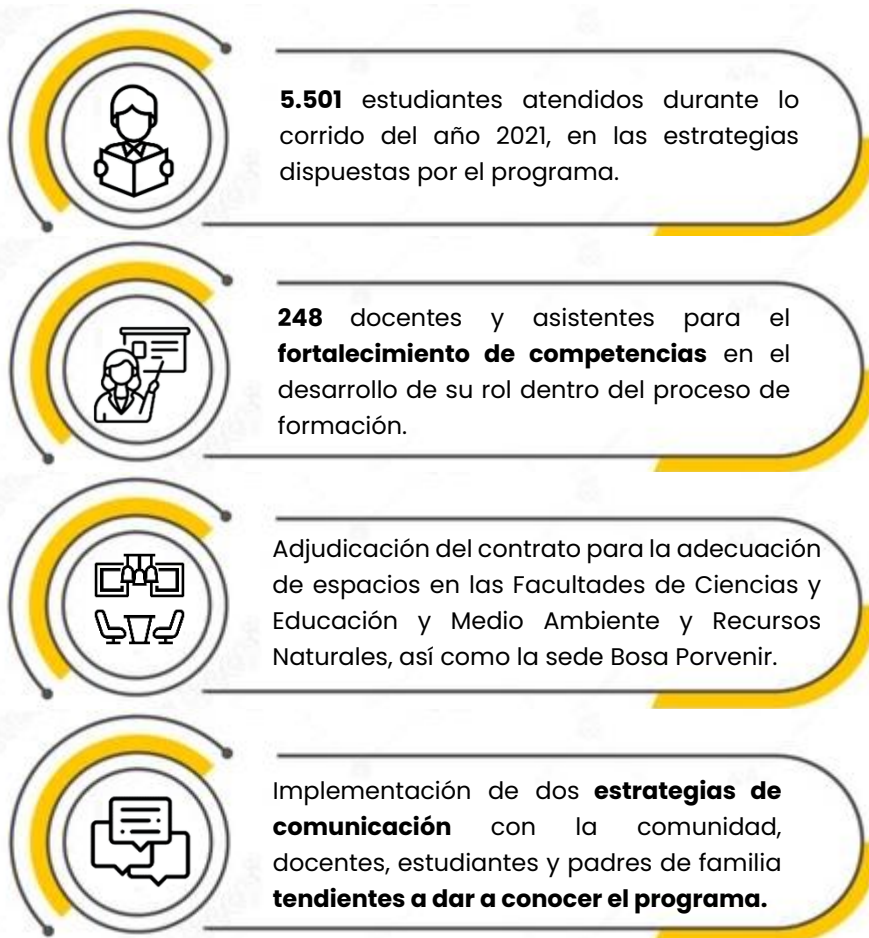 5.501 estudiantes atendidos durante lo
corrido del año 2021, en las estrategias
dispuestas por el programa.
248 docentes y asistentes para el
fortalecimiento de competencias en el
desarrollo de su rol dentro del proceso de
formación.
Adjudicación del contrato para la adecuación
de espacios en las Facultades de Ciencias y
Educación y Medio Ambiente y Recursos
Naturales, así como la sede Bosa Porvenir.
Implementación de dos estrategias de
comunicación con la comunidad,
docentes, estudiantes y padres de familia
tendientes a dar a conocer el programa.